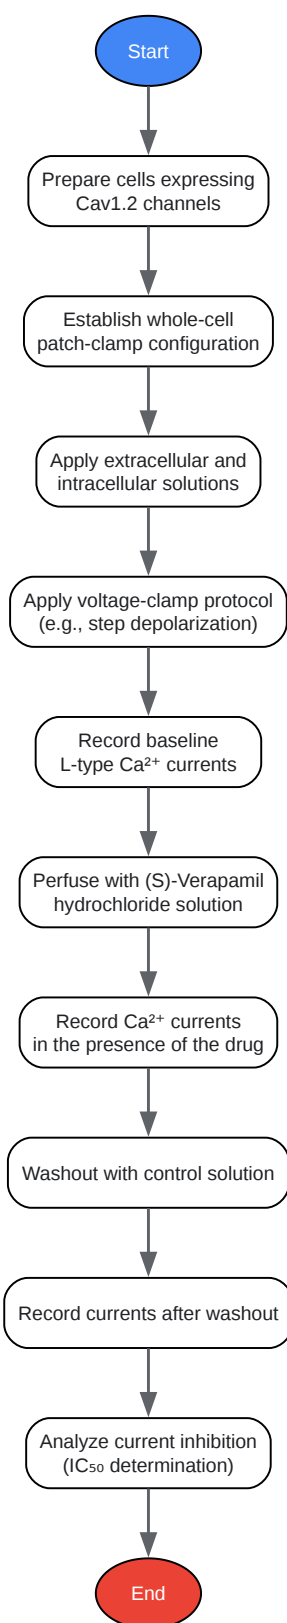 Start
Prepare cells expressing
Cav1.2 channels
Establish whole-cell
patch-clamp configuration
Apply extracellular and
intracellular solutions
Apply voltage-clamp protocol
(e.g., step depolarization)
Record baseline
L-type Ca²⁺ currents
Perfuse with (S)-Verapamil
hydrochloride solution
Record Ca²⁺ currents
in the presence of the drug
Washout with control solution
Record currents after washout
Analyze current inhibition
(IC₅₀ determination)
End